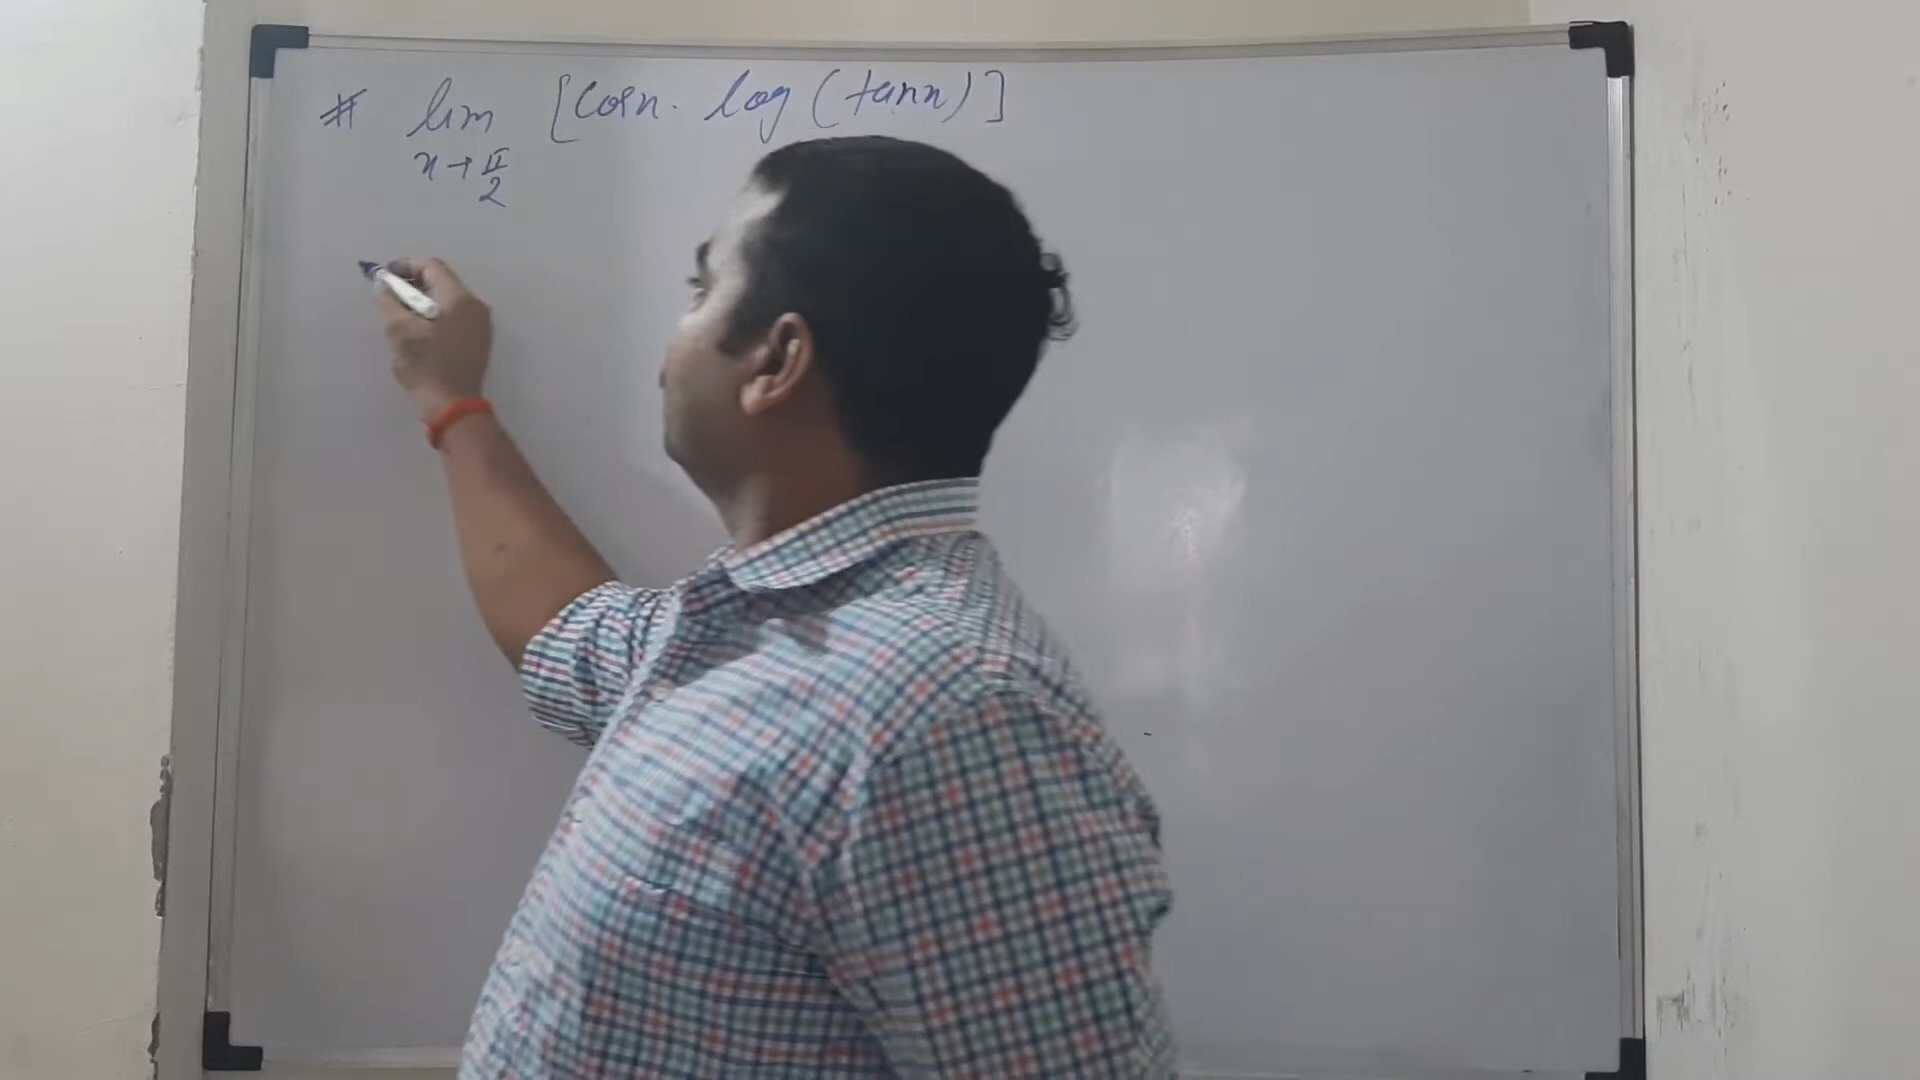 # lim [cosx. log (tanx)]
x→π/2